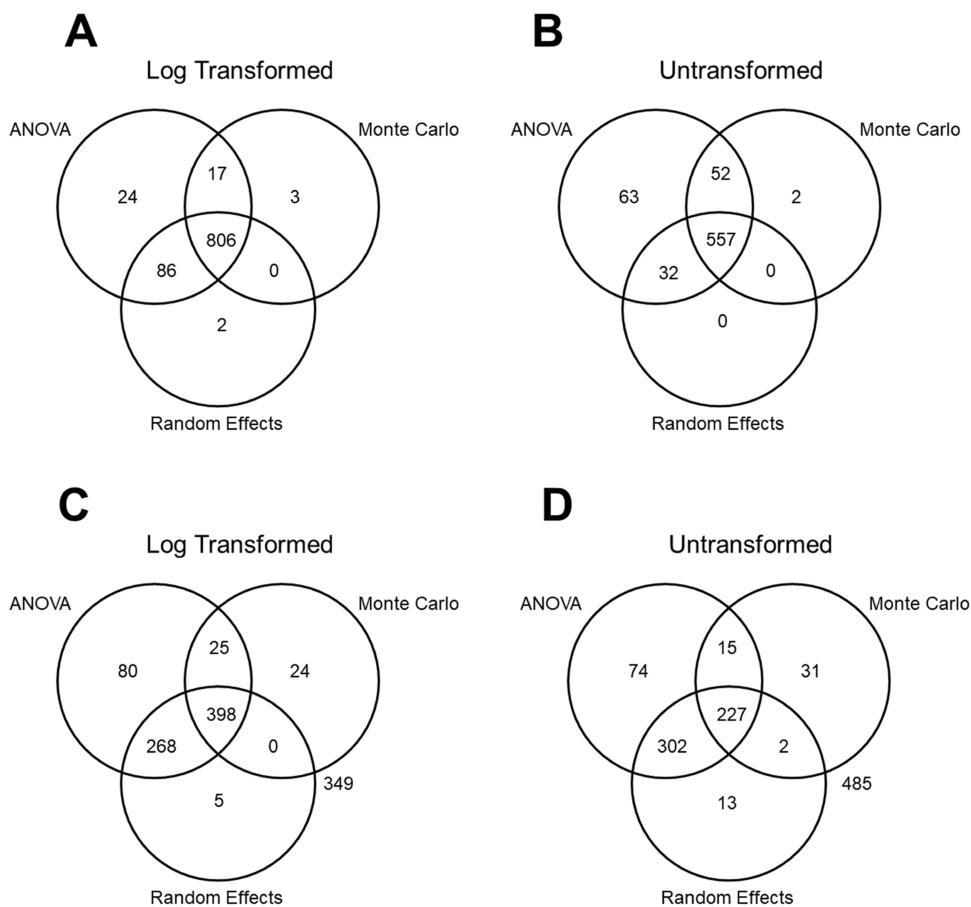 A
Log Transformed
ANOVA
Monte Carlo
17
24
3
806
86
0
2
Random Effects
B
Untransformed
ANOVA
Monte Carlo
52
63
2
557
32
0
0
Random Effects
C
Log Transformed
ANOVA
Monte Carlo
25
80
24
398
268
0
349
5
Random Effects
D
Untransformed
ANOVA
Monte Carlo
15
74
31
227
302
2
485
13
Random Effects